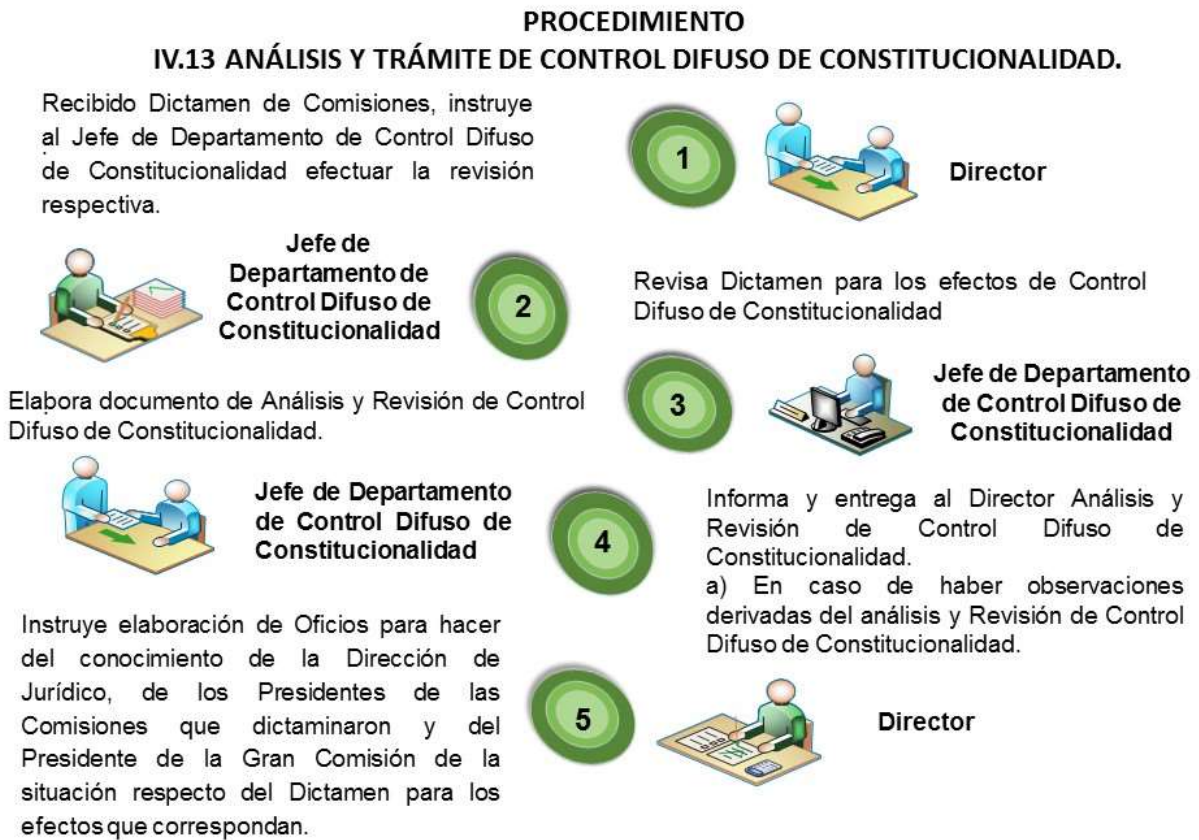 PROCEDIMIENTO
IV.13 ANÁLISIS Y TRÁMITE DE CONTROL DIFUSO DE CONSTITUCIONALIDAD.
Recibido Dictamen de Comisiones, instruye
al Jefe de Departamento de Control Difuso
de Constitucionalidad efectuar la revisión
respectiva.
1
Director
Jefe de
Departamento de
Control Difuso de
Constitucionalidad
2
Revisa Dictamen para los efectos de Control
Difuso de Constitucionalidad
Elabora documento de Análisis y Revisión de Control
Difuso de Constitucionalidad.
3
Jefe de Departamento
de Control Difuso de
Constitucionalidad
Jefe de Departamento
de Control Difuso de
Constitucionalidad
4
Informa y entrega al Director Análisis y
Revisión de Control Difuso de
Constitucionalidad.
a) En caso de haber observaciones
derivadas del análisis y Revisión de Control
Difuso de Constitucionalidad.
Instruye elaboración de Oficios para hacer
del conocimiento de la Dirección de
Jurídico, de los Presidentes de las
Comisiones que dictaminaron y del
Presidente de la Gran Comisión de la
situación respecto del Dictamen para los
efectos que correspondan.
5
Director